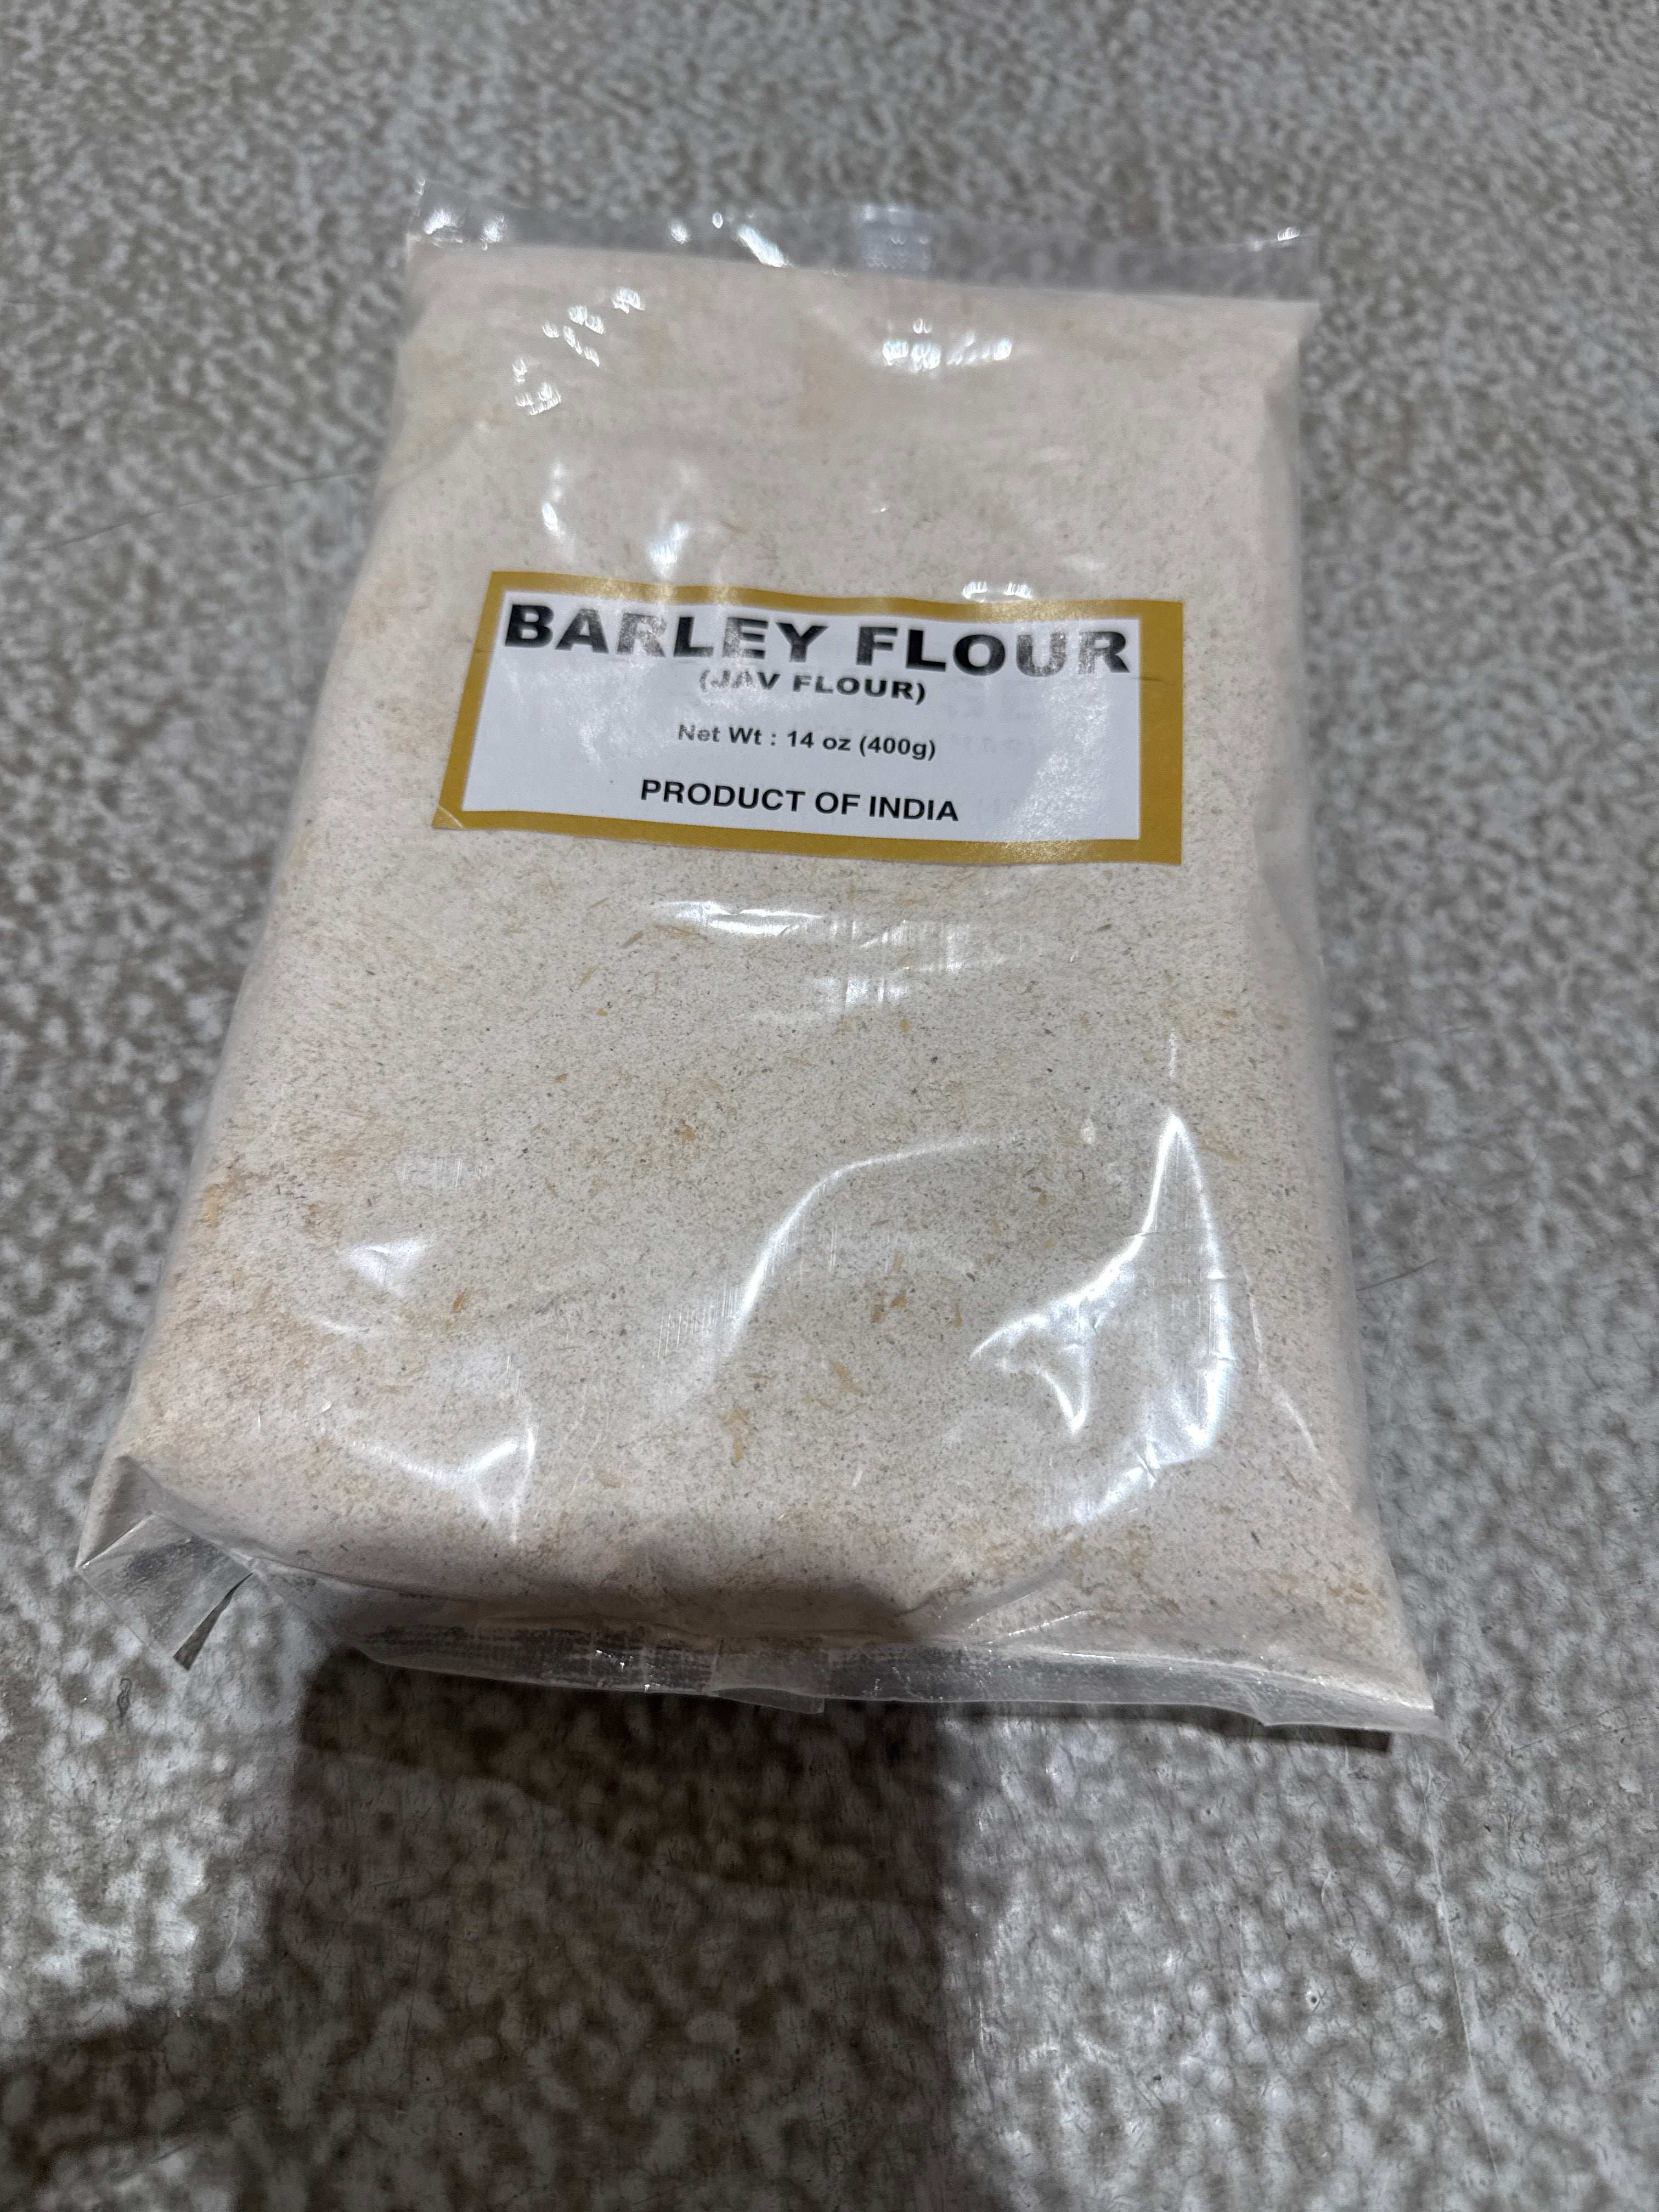 BARLEY FLOUR
(JAV FLOUR)
Net Wt : 14 oz (400g)
PRODUCT OF INDIA